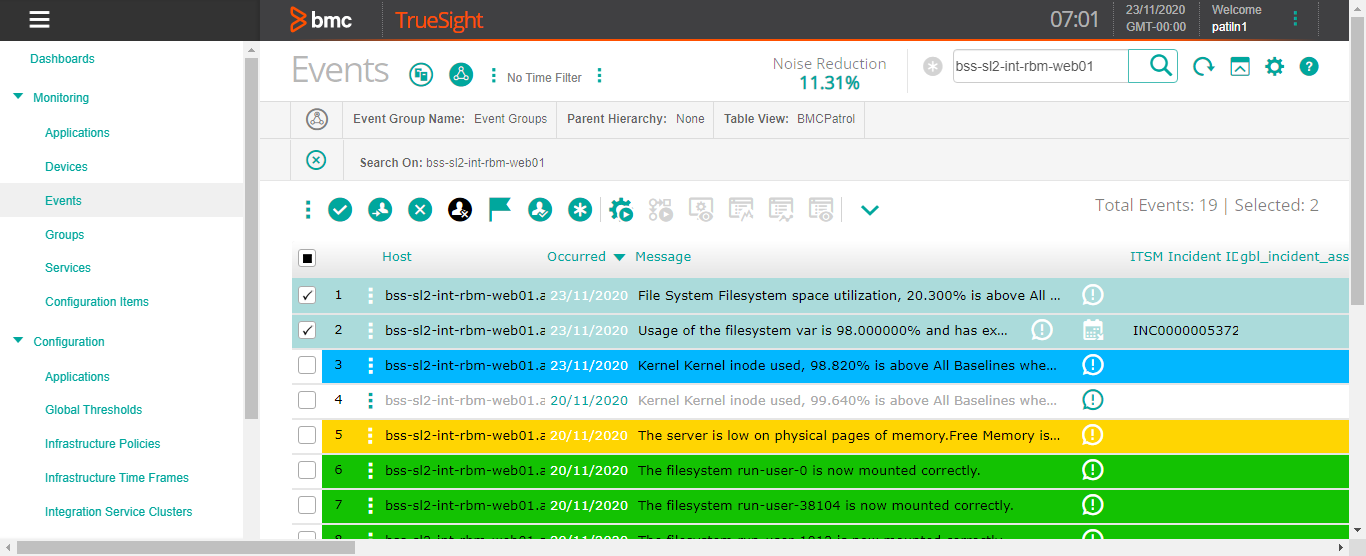 bmc TrueSight 07:01 23/11/2020 GMT-00:00 Welcome patiln1
Dashboards
Monitoring
Applications
Devices
Events
Groups
Services
Configuration Items
Configuration
Applications
Global Thresholds
Infrastructure Policies
Infrastructure Time Frames
Integration Service Clusters
Events No Time Filter Noise Reduction 11.31% bss-sl2-int-rbm-web01
Event Group Name: Event Groups Parent Hierarchy: None Table View: BMCPatrol
Search On: bss-sl2-int-rbm-web01
Total Events: 19 | Selected: 2
Host Occurred Message ITSM Incident ID gbl_incident_ass
1 bss-sl2-int-rbm-web01.a 23/11/2020 File System Filesystem space utilization, 20.300% is above All ...
2 bss-sl2-int-rbm-web01.a 23/11/2020 Usage of the filesystem var is 98.000000% and has ex... INC0000005372
3 bss-sl2-int-rbm-web01.a 23/11/2020 Kernel Kernel inode used, 98.820% is above All Baselines whe...
4 bss-sl2-int-rbm-web01.a 20/11/2020 Kernel Kernel inode used, 99.640% is above All Baselines whe...
5 bss-sl2-int-rbm-web01.a 20/11/2020 The server is low on physical pages of memory.Free Memory is...
6 bss-sl2-int-rbm-web01.a 20/11/2020 The filesystem run-user-0 is now mounted correctly.
7 bss-sl2-int-rbm-web01.a 20/11/2020 The filesystem run-user-38104 is now mounted correctly.